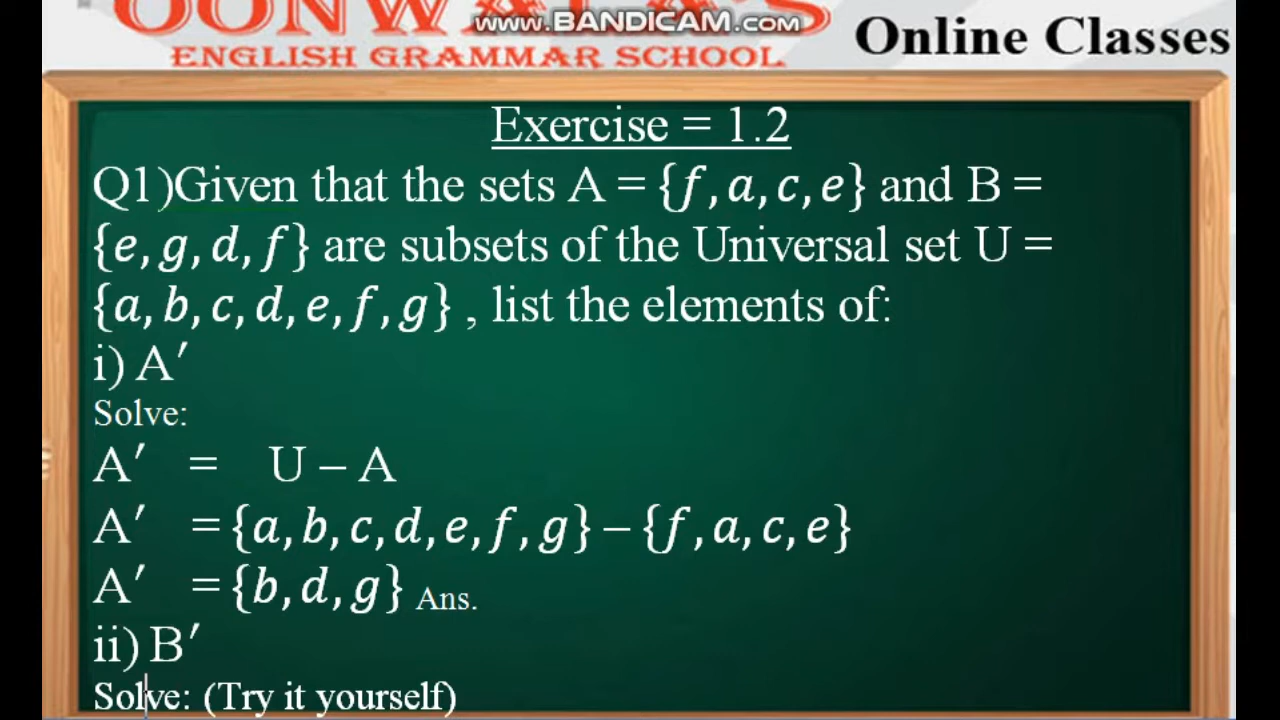 www.BANDICAM.com
ENGLISH GRAMMAR SCHOOL
Online Classes
Exercise = 1.2
Q1)Given that the sets A = {f, a, c, e} and B =
{e, g, d, f} are subsets of the Universal set U =
{a, b, c, d, e, f, g} , list the elements of:
i) A′
Solve:
A′ = U – A
A′ = {a, b, c, d, e, f, g} – {f, a, c, e}
A′ = {b, d, g} Ans.
ii) B′
Solve: (Try it yourself)